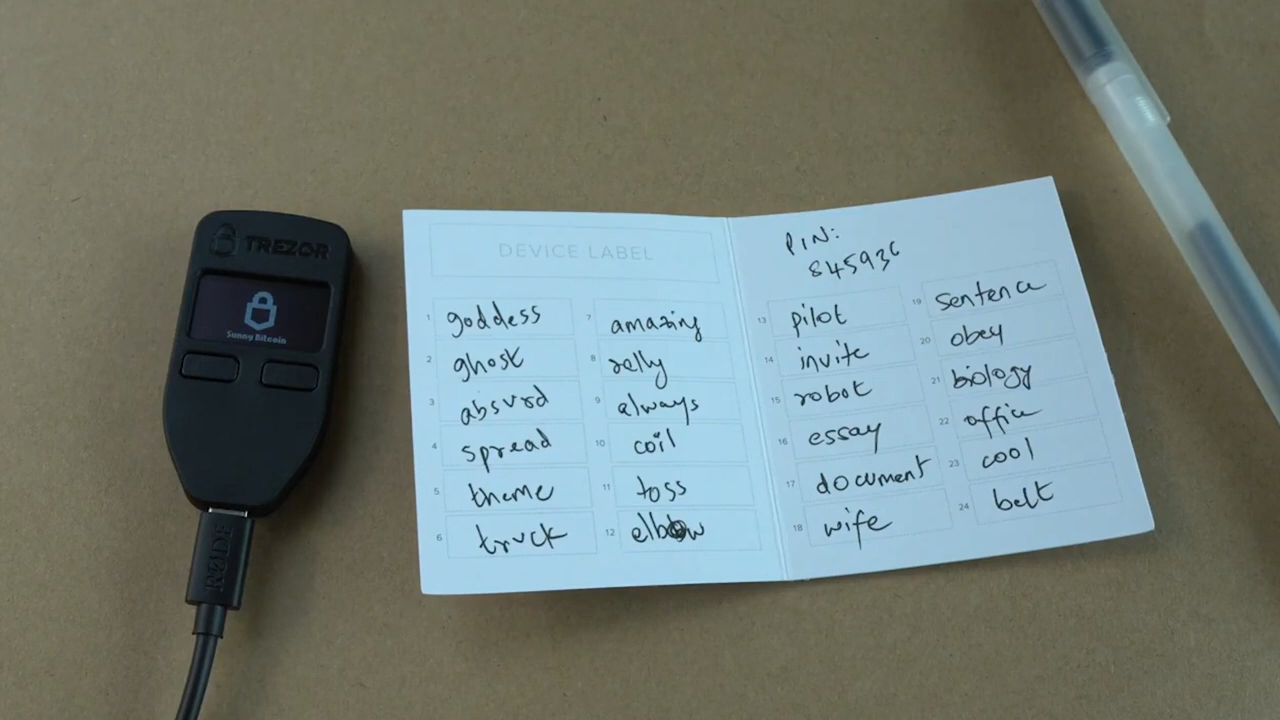 TREZOR
Sunny Bitcoin
RØDE
DEVICE LABEL
1 goddess
2 ghost
3 absurd
4 spread
5 theme
6 truck
7 amazing
8 rally
9 always
10 coil
11 toss
12 elbow
PIN:
845936
13 pilot
14 invite
15 robot
16 essay
17 document
18 wife
19 sentence
20 obey
21 biology
22 office
23 cool
24 belt